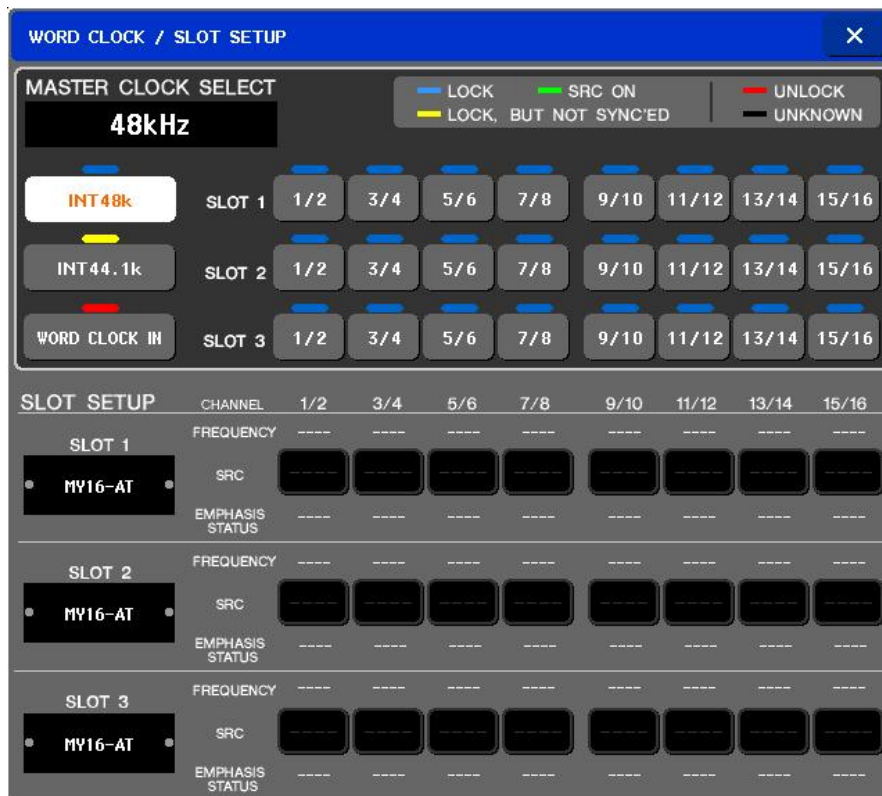 WORD CLOCK / SLOT SETUP ×
MASTER CLOCK SELECT
48kHz
LOCK SRC ON UNLOCK
LOCK, BUT NOT SYNC'ED UNKNOWN
INT48k SLOT 1 1/2 3/4 5/6 7/8 9/10 11/12 13/14 15/16
INT44.1k SLOT 2 1/2 3/4 5/6 7/8 9/10 11/12 13/14 15/16
WORD CLOCK IN SLOT 3 1/2 3/4 5/6 7/8 9/10 11/12 13/14 15/16
SLOT SETUP CHANNEL 1/2 3/4 5/6 7/8 9/10 11/12 13/14 15/16
FREQUENCY ---- ---- ---- ---- ---- ---- ---- ----
SLOT 1
MY16-AT SRC ---- ---- ---- ---- ---- ---- ---- ----
EMPHASIS
STATUS ---- ---- ---- ---- ---- ---- ---- ----
FREQUENCY ---- ---- ---- ---- ---- ---- ---- ----
SLOT 2
MY16-AT SRC ---- ---- ---- ---- ---- ---- ---- ----
EMPHASIS
STATUS ---- ---- ---- ---- ---- ---- ---- ----
FREQUENCY ---- ---- ---- ---- ---- ---- ---- ----
SLOT 3
MY16-AT SRC ---- ---- ---- ---- ---- ---- ---- ----
EMPHASIS
STATUS ---- ---- ---- ---- ---- ---- ---- ----